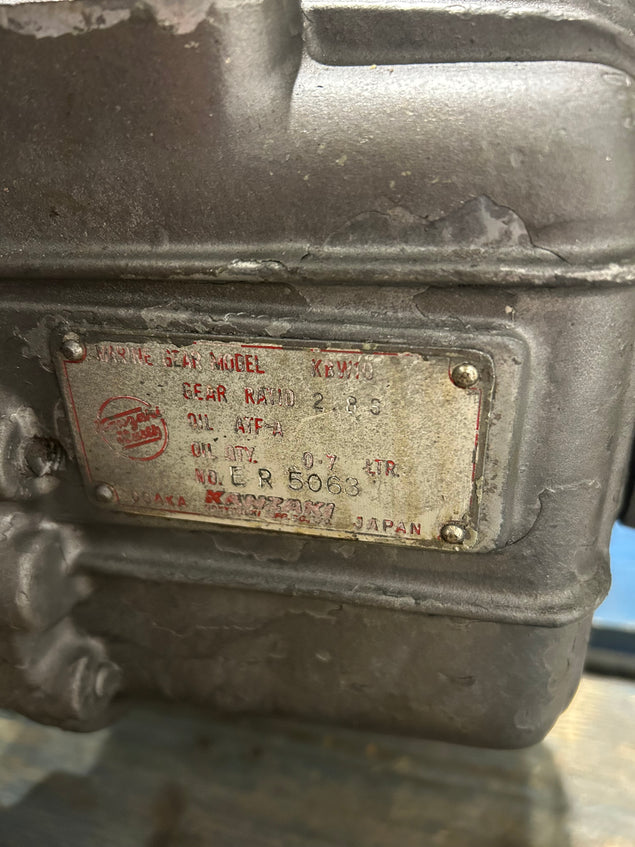 MARINE GEAR MODEL KBW10
GEAR RATIO 2.83
OIL ATF-A
OIL QTY. 0.7 LTR.
NO. E R 5063
OSAKA KANZAKI JAPAN